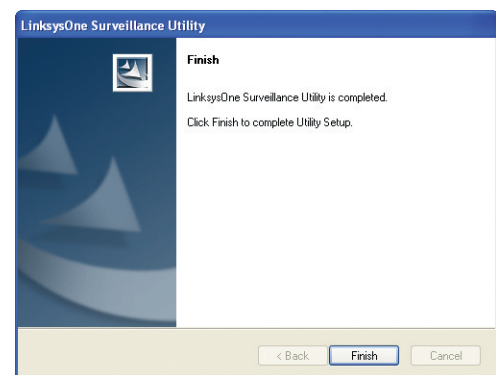 LinksysOne Surveillance Utility
Finish
LinksysOne Surveillance Utility is completed.
Click Finish to complete Utility Setup.
< Back
Finish
Cancel